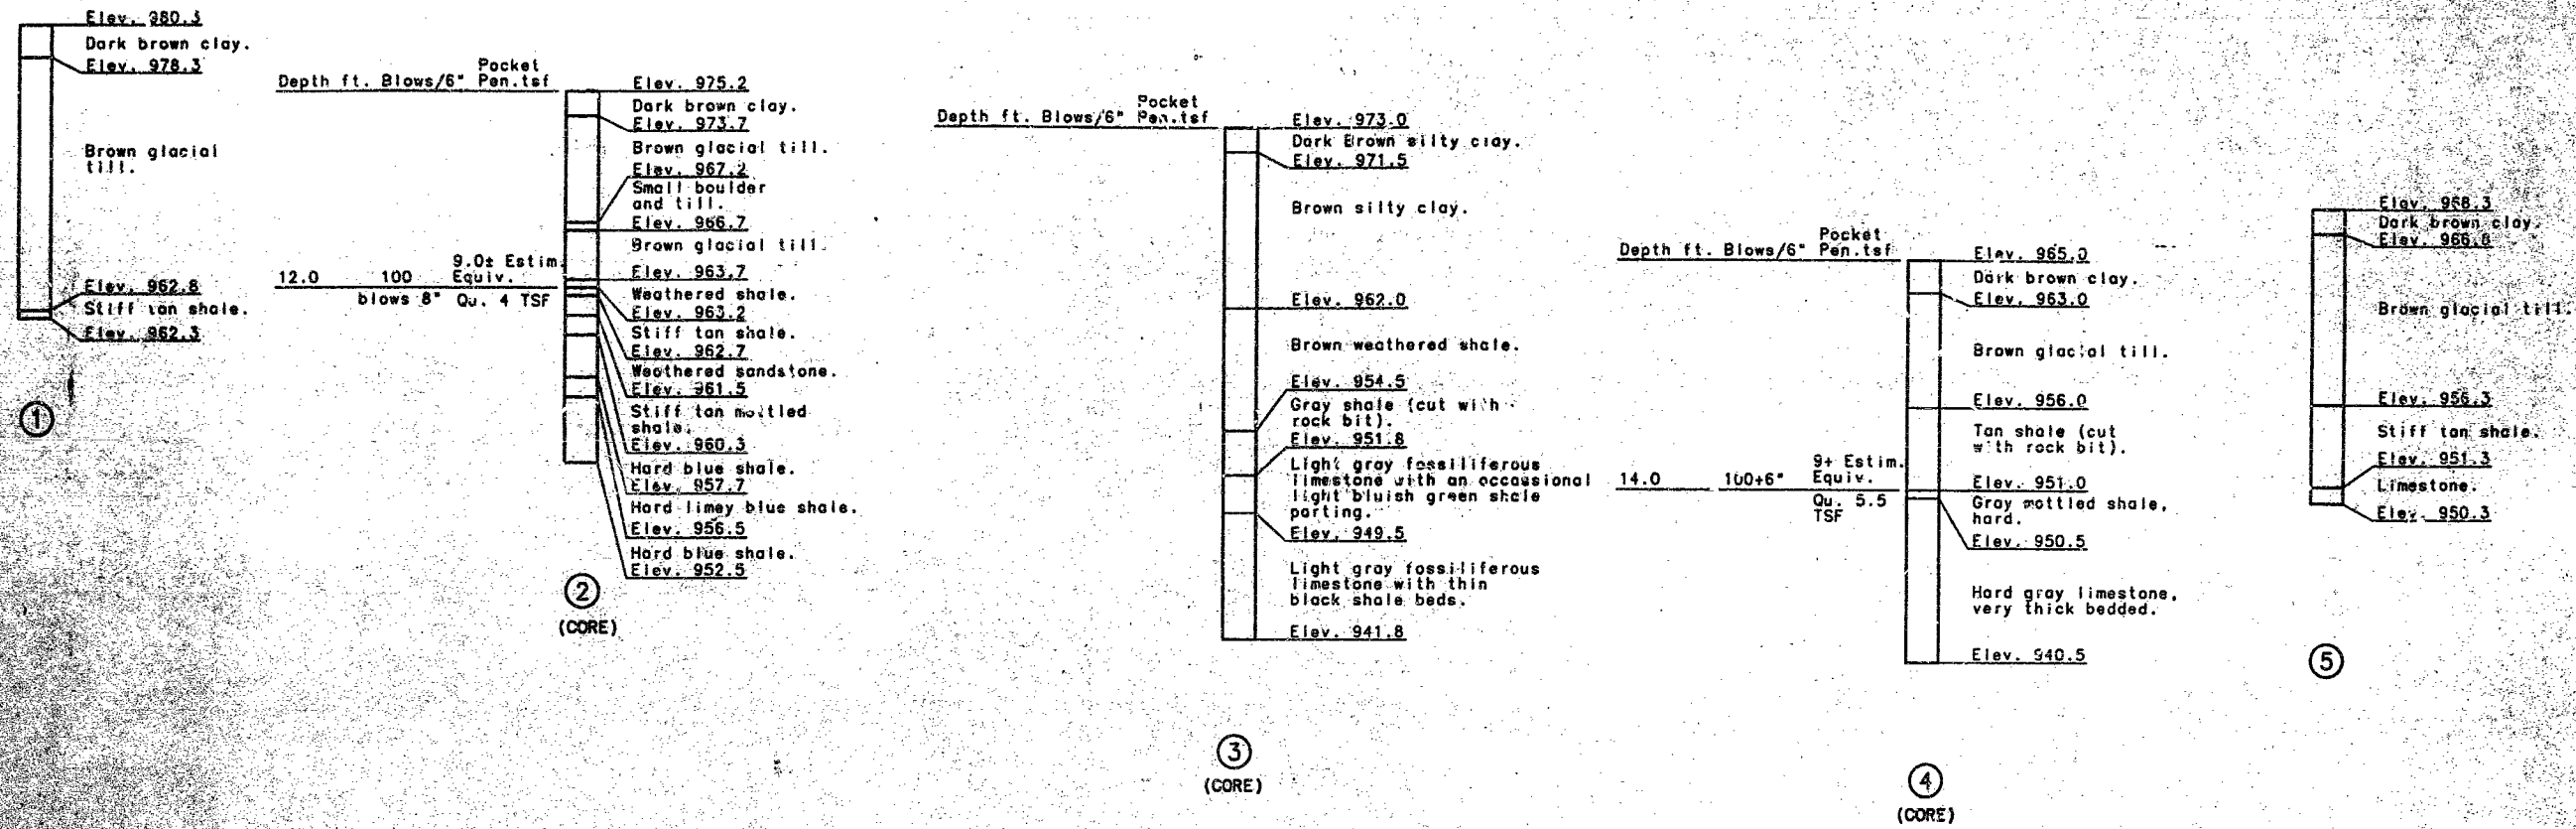 Elev. 980.3
Dark brown clay.
Elev. 978.3
Brown glacial
till.
Elev. 962.8
Stiff tan shale.
Elev. 962.3
1
Depth ft. Blows/6" Pocket
Pen.tsf
Elev. 975.2
Dark brown clay.
Elev. 973.7
Brown glacial till.
Elev. 967.2
Small boulder
and till.
Elev. 966.7
Brown glacial till.
12.0 100 9.0± Estim.
Equiv.
blows 8" Qu. 4 TSF
Elev. 963.7
Weathered shale.
Elev. 963.2
Stiff tan shale.
Elev. 962.7
Weathered sandstone.
Elev. 961.5
Stiff tan mottled
shale.
Elev. 960.3
Hard blue shale.
Elev. 957.7
Hard limey blue shale.
Elev. 956.5
Hard blue shale.
Elev. 952.5
2
(CORE)
Depth ft. Blows/6" Pocket
Pen.tsf
Elev. 973.0
Dark Brown silty clay.
Elev. 971.5
Brown silty clay.
Elev. 962.0
Brown weathered shale.
Elev. 954.5
Gray shale (cut with
rock bit).
Elev. 951.8
Light gray fossiliferous
limestone with an occassional
light bluish green shale
parting.
Elev. 949.5
Light gray fossiliferous
limestone with thin
black shale beds.
Elev. 941.8
3
(CORE)
Depth ft. Blows/6" Pocket
Pen.tsf
Elev. 965.0
Dark brown clay.
Elev. 963.0
Brown glacial till.
Elev. 956.0
Tan shale (cut
with rock bit).
14.0 100+6" 9+ Estim.
Equiv.
Qu. 5.5
TSF
Elev. 951.0
Gray mottled shale,
hard.
Elev. 950.5
Hard gray limestone,
very thick bedded.
Elev. 940.5
4
(CORE)
Elev. 968.3
Dark brown clay.
Elev. 966.8
Brown glacial till.
Elev. 956.3
Stiff tan shale.
Elev. 951.3
Limestone.
Elev. 950.3
5